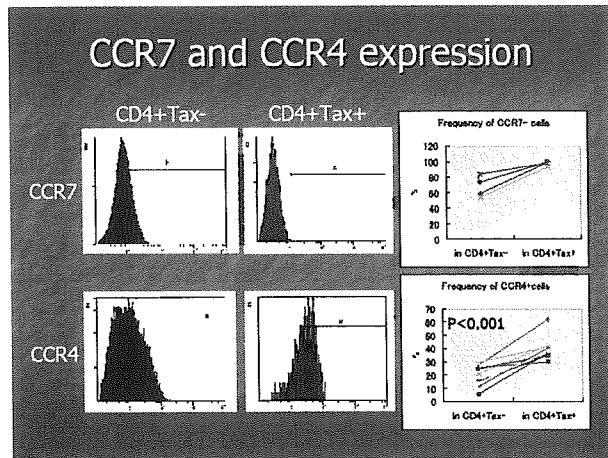 CCR7 and CCR4 expression
CD4+Tax-
CD4+Tax+
CCR7
Frequency of CCR7- cells
120
100
80
60
40
20
0
%
in CD4+Tax-
in CD4+Tax+
CCR4
Frequency of CCR4+cells
P<0.001
70
60
50
40
30
20
10
0
%
in CD4+Tax-
in CD4+Tax+